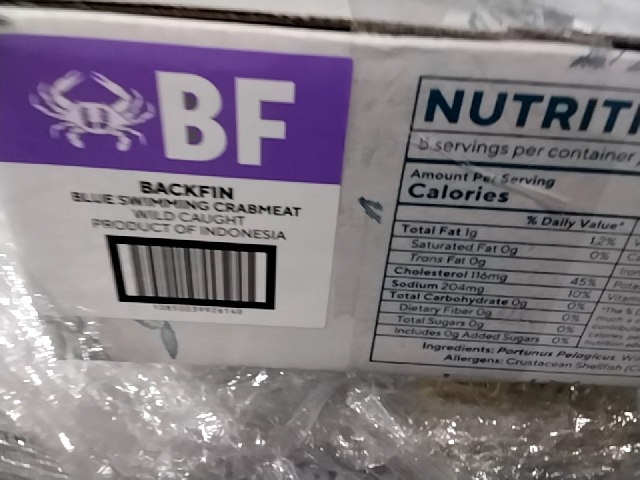 BF
BACKFIN
BLUE SWIMMING CRABMEAT
WILD CAUGHT
PRODUCT OF INDONESIA
NUTRITI
servings per container
Amount Per Serving
Calories
% Daily Value*
Total Fat 1g 1.2%
Saturated Fat 0g 0%
Trans Fat 0g
Cholesterol 116mg 45%
Sodium 204mg 10%
Total Carbohydrate 0g 0%
Dietary Fiber 0g 0%
Total Sugars 0g
Includes 0g Added Sugars 0%
Ingredients: Portunus Pelagicus, W
Allergens: Crustacean Shellfish (C